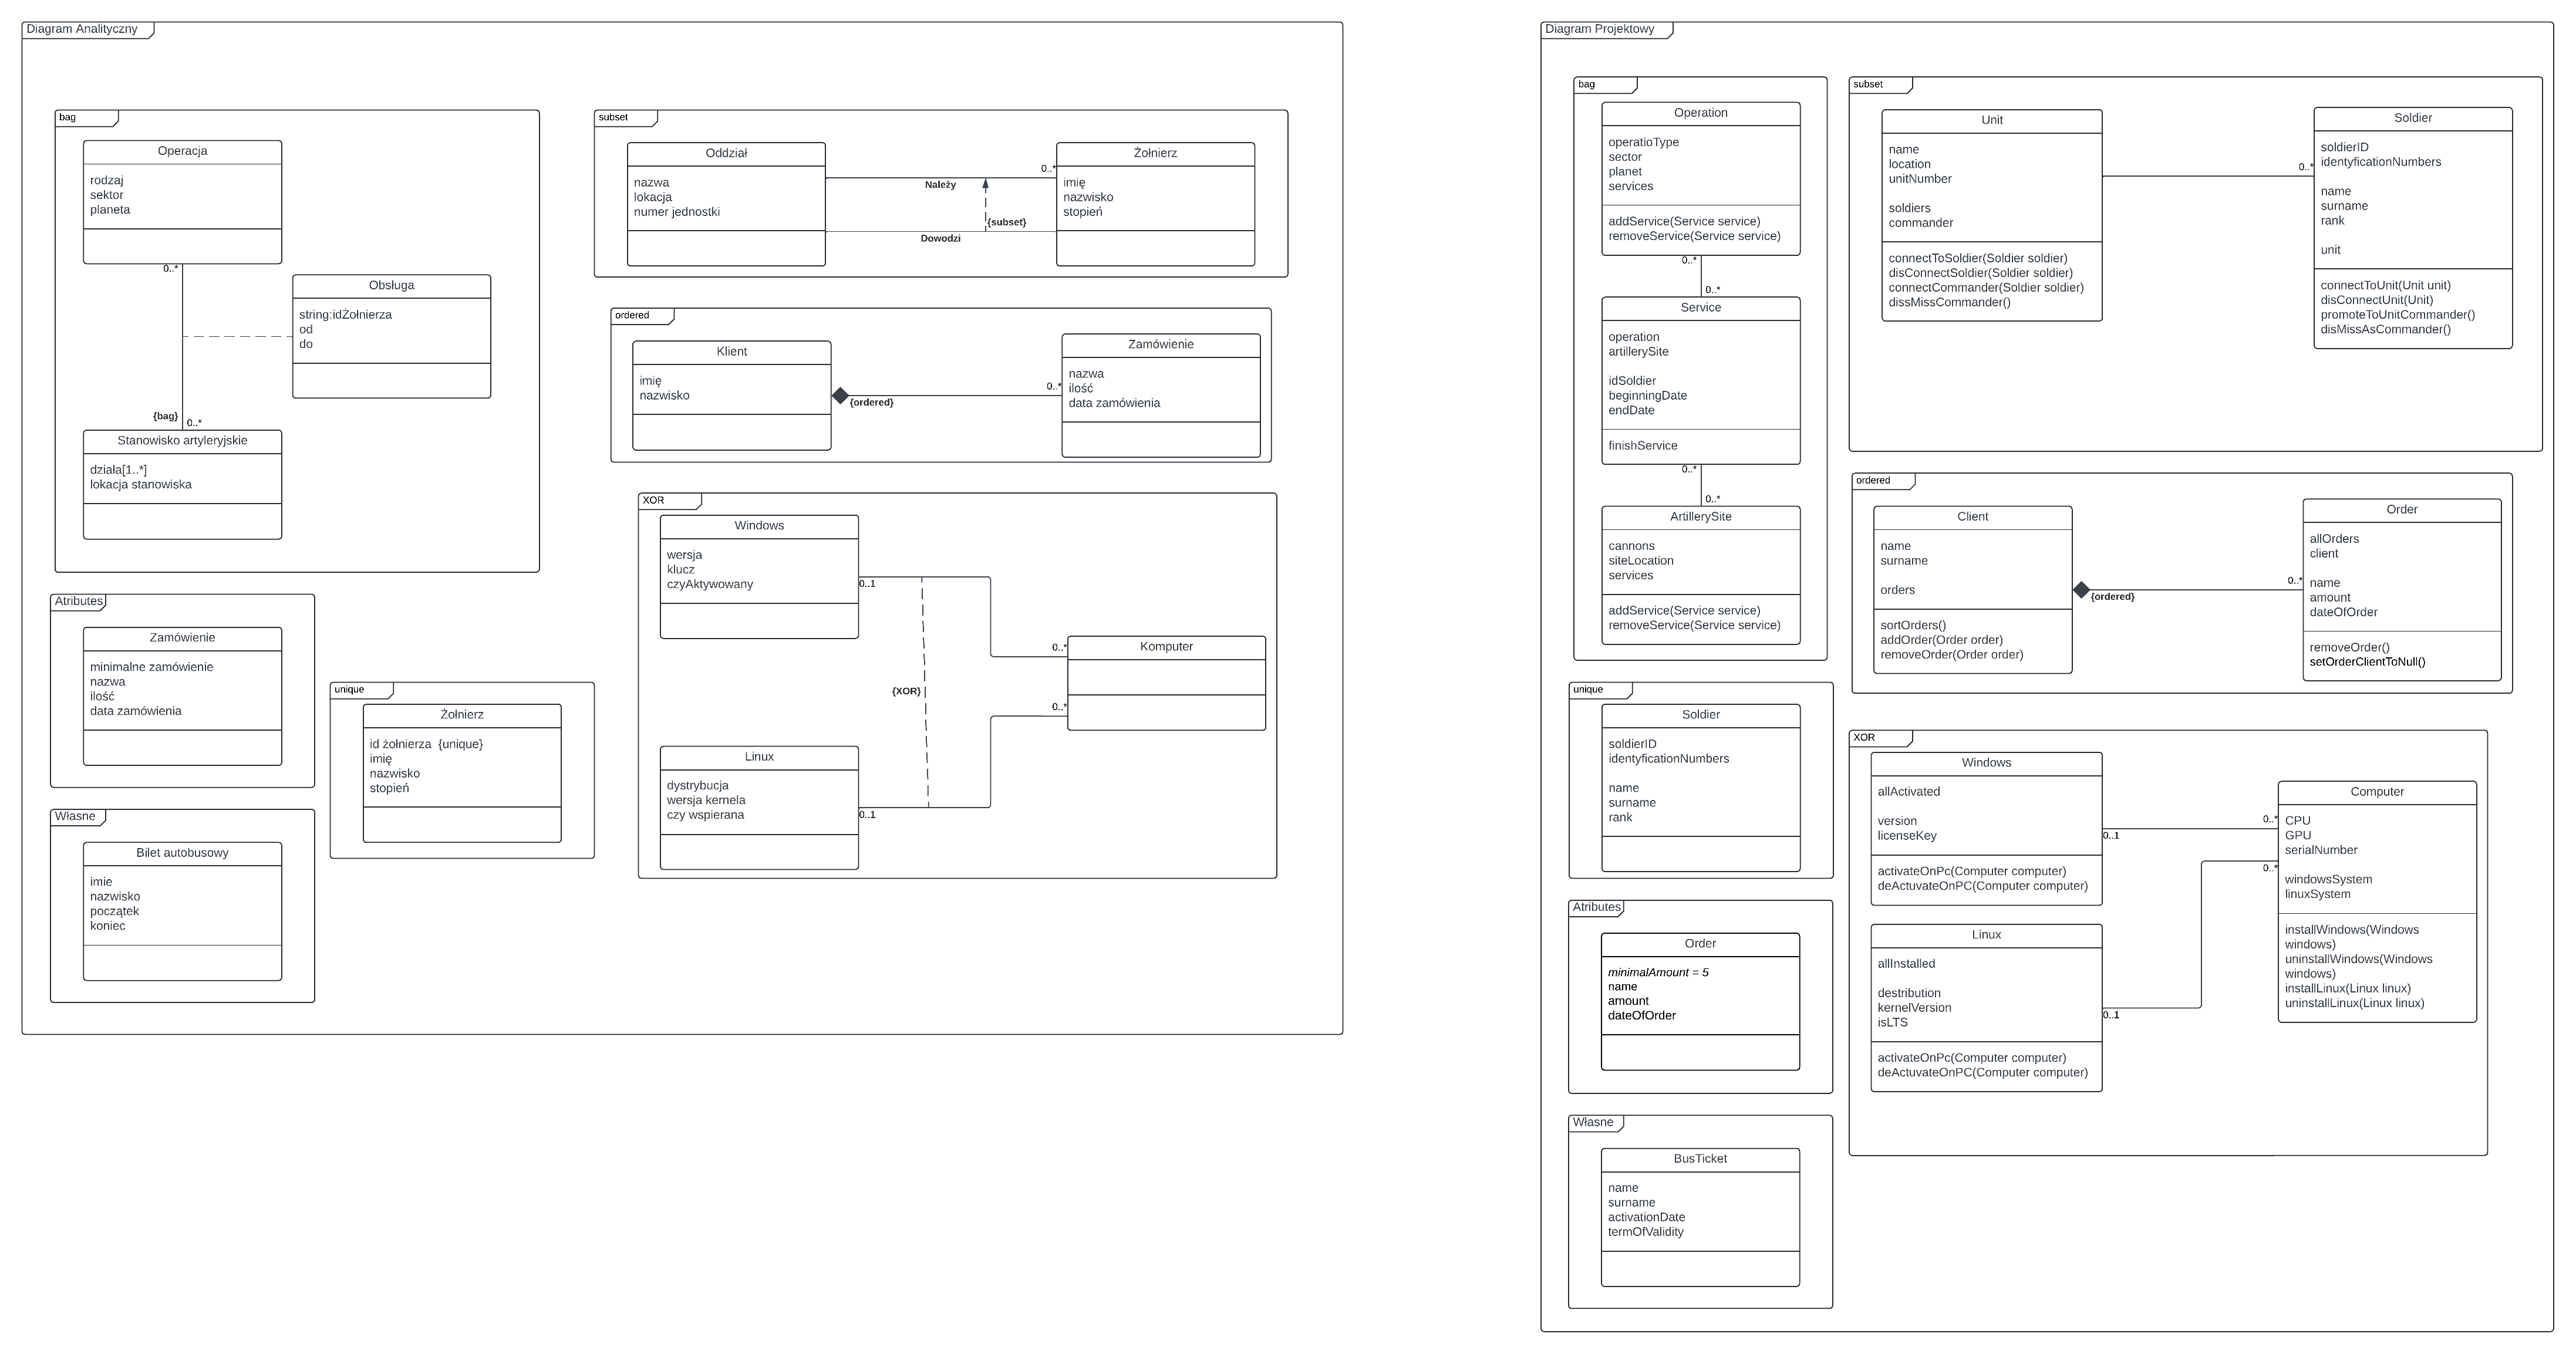 Diagram Analityczny
bag
Operacja
rodzaj
sektor
planeta
0..*
Obsługa
string:idŻołnierza
od
do
{bag}
0..*
Stanowisko artyleryjskie
działa[1..*]
lokacja stanowiska
subset
Oddział
nazwa
lokacja
numer jednostki
Należy
0..*
{subset}
Dowodzi
Żołnierz
imię
nazwisko
stopień
ordered
Klient
imię
nazwisko
{ordered}
0..*
Zamówienie
nazwa
ilość
data zamówienia
XOR
Windows
wersja
klucz
czyAktywowany
0..1
0..*
Komputer
{XOR}
0..*
Linux
dystrybucja
wersja kernela
czy wspierana
0..1
Atributes
Zamówienie
minimalne zamówienie
nazwa
ilość
data zamówienia
unique
Żołnierz
id żołnierza {unique}
imię
nazwisko
stopień
Własne
Bilet autobusowy
imie
nazwisko
początek
koniec
Diagram Projektowy
bag
Operation
operatioType
sector
planet
services
addService(Service service)
removeService(Service service)
0..*
0..*
Service
operation
artillerySite
idSoldier
beginningDate
endDate
finishService
0..*
0..*
ArtillerySite
cannons
siteLocation
services
addService(Service service)
removeService(Service service)
subset
Unit
name
location
unitNumber
soldiers
commander
connectToSoldier(Soldier soldier)
disConnectSoldier(Soldier soldier)
connectCommander(Soldier soldier)
dissMissCommander()
0..*
Soldier
soldierID
identyficationNumbers
name
surname
rank
unit
connectToUnit(Unit unit)
disConnectUnit(Unit)
promoteToUnitCommander()
disMissAsCommander()
ordered
Client
name
surname
orders
sortOrders()
addOrder(Order order)
removeOrder(Order order)
{ordered}
0..*
Order
allOrders
client
name
amount
dateOfOrder
removeOrder()
setOrderClientToNull()
unique
Soldier
soldierID
identyficationNumbers
name
surname
rank
XOR
Windows
allActivated
version
licenseKey
activateOnPc(Computer computer)
deActuvateOnPC(Computer computer)
0..1
0..*
0..*
Computer
CPU
GPU
serialNumber
windowsSystem
linuxSystem
installWindows(Windows
windows)
uninstallWindows(Windows
windows)
installLinux(Linux linux)
uninstallLinux(Linux linux)
Linux
allInstalled
destribution
kernelVersion
isLTS
activateOnPc(Computer computer)
deActuvateOnPC(Computer computer)
0..1
Atributes
Order
minimalAmount = 5
name
amount
dateOfOrder
Własne
BusTicket
name
surname
activationDate
termOfValidity